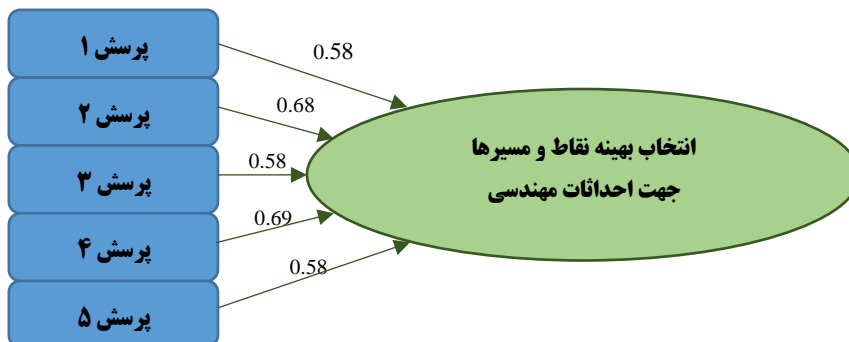 پرسش ۱
0.58
پرسش ۲
0.68
پرسش ۳
0.58
پرسش ۴
0.69
پرسش ۵
0.58
انتخاب بهینه نقاط و مسیرها
جهت احداثات مهندسی